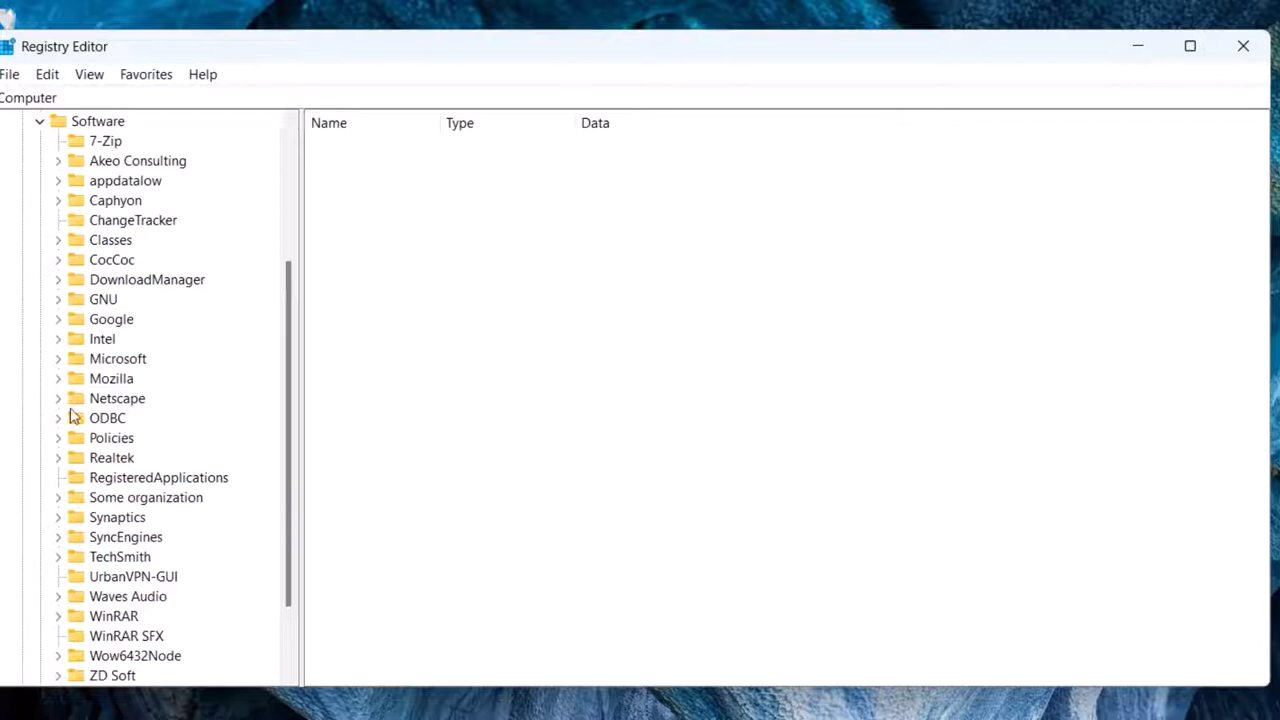 Registry Editor
File Edit View Favorites Help
Computer
Name Type Data
Software
7-Zip
Akeo Consulting
appdatalow
Caphyon
ChangeTracker
Classes
CocCoc
DownloadManager
GNU
Google
Intel
Microsoft
Mozilla
Netscape
ODBC
Policies
Realtek
RegisteredApplications
Some organization
Synaptics
SyncEngines
TechSmith
UrbanVPN-GUI
Waves Audio
WinRAR
WinRAR SFX
Wow6432Node
ZD Soft